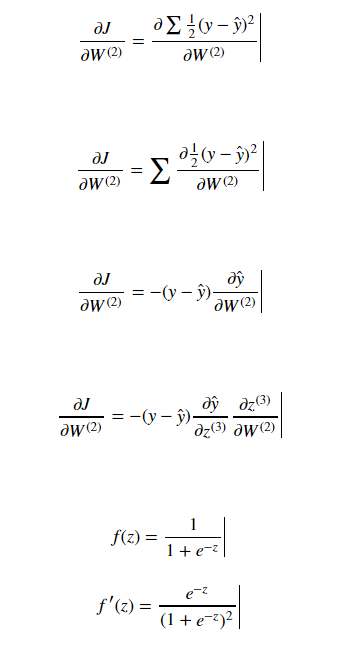 ∂J/∂W⁽²⁾ = ∂ ∑ ½(y − ŷ)²/∂W⁽²⁾ |
∂J/∂W⁽²⁾ = ∑ ∂½(y − ŷ)²/∂W⁽²⁾ |
∂J/∂W⁽²⁾ = −(y − ŷ) ∂ŷ/∂W⁽²⁾ |
∂J/∂W⁽²⁾ = −(y − ŷ) ∂ŷ/∂z⁽³⁾ ∂z⁽³⁾/∂W⁽²⁾ |
f(z) = 1/(1 + e⁻ᶻ) |
f′(z) = e⁻ᶻ/(1 + e⁻ᶻ)² |